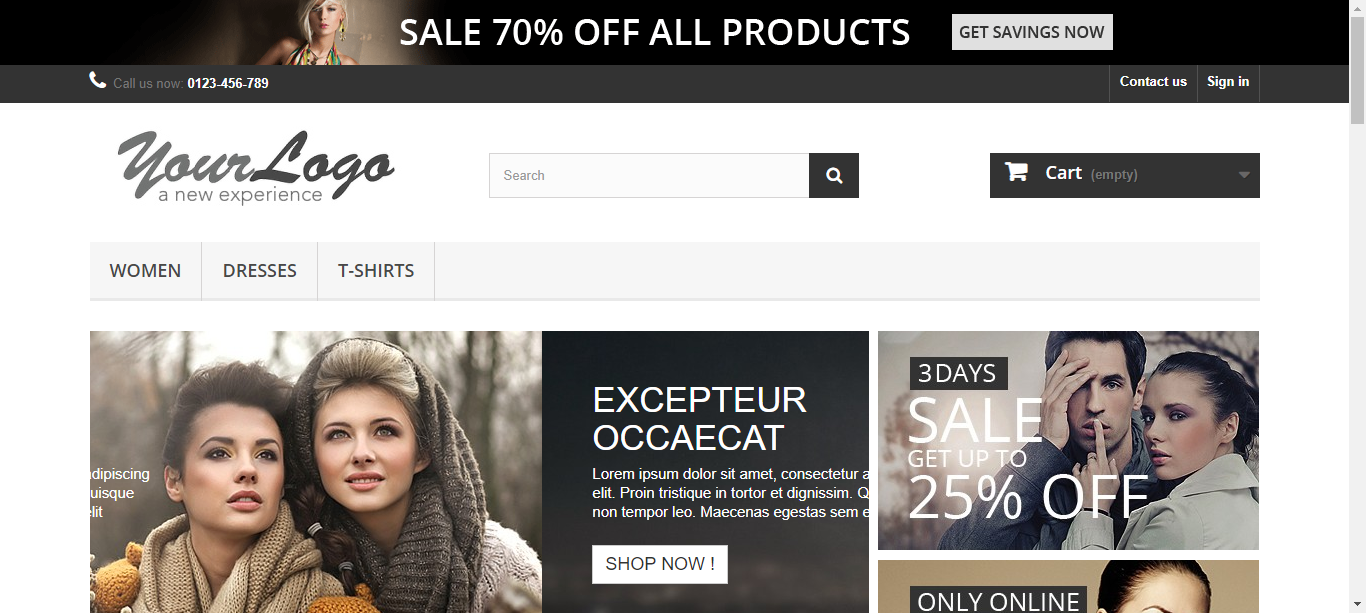 SALE 70% OFF ALL PRODUCTS
GET SAVINGS NOW
Call us now: 0123-456-789
Contact us
Sign in
YourLogo
a new experience
Search
Cart (empty)
WOMEN
DRESSES
T-SHIRTS
adipiscing
uisque
elit
EXCEPTEUR
OCCAECAT
Lorem ipsum dolor sit amet, consectetur a
elit. Proin tristique in tortor et dignissim. Q
non tempor leo. Maecenas egestas sem e
SHOP NOW !
3 DAYS
SALE
GET UP TO
25% OFF
ONLY ONLINE